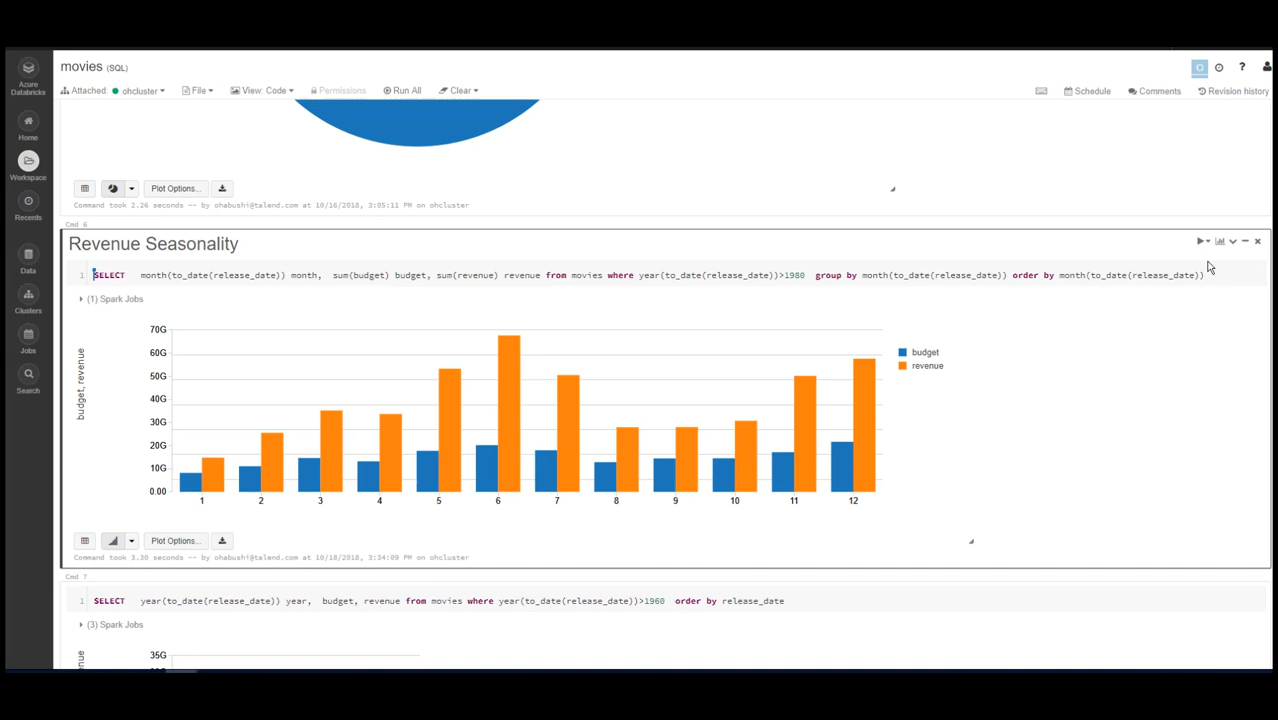 movies (SQL)
O
?
Azure
Databricks
Home
Workspace
Recents
Data
Clusters
Jobs
Search
Attached: ohcluster File View: Code Permissions Run All Clear Schedule Comments Revision history
Plot Options...
Command took 2.26 seconds -- by ohabushi@talend.com at 10/16/2018, 3:05:11 PM on ohcluster
Cmd 6
Revenue Seasonality
1 SELECT month(to_date(release_date)) month, sum(budget) budget, sum(revenue) revenue from movies where year(to_date(release_date))>1980 group by month(to_date(release_date)) order by month(to_date(release_date))
(1) Spark Jobs
budget, revenue
70G
60G
50G
40G
30G
20G
10G
0.00
1 2 3 4 5 6 7 8 9 10 11 12
budget
revenue
Plot Options...
Command took 3.30 seconds -- by ohabushi@talend.com at 10/18/2018, 3:34:09 PM on ohcluster
Cmd 7
1 SELECT year(to_date(release_date)) year, budget, revenue from movies where year(to_date(release_date))>1960 order by release_date
(3) Spark Jobs
35G